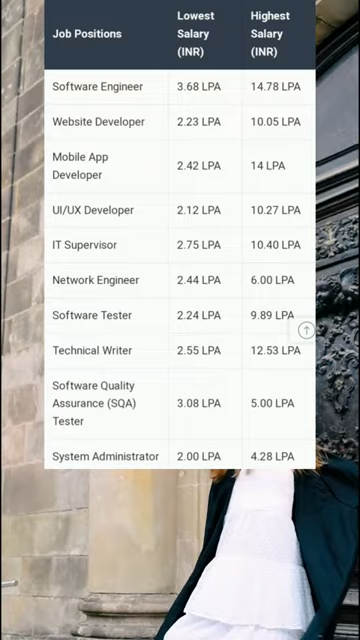 Job Positions Lowest Salary (INR) Highest Salary (INR)
Software Engineer 3.68 LPA 14.78 LPA
Website Developer 2.23 LPA 10.05 LPA
Mobile App Developer 2.42 LPA 14 LPA
UI/UX Developer 2.12 LPA 10.27 LPA
IT Supervisor 2.75 LPA 10.40 LPA
Network Engineer 2.44 LPA 6.00 LPA
Software Tester 2.24 LPA 9.89 LPA
Technical Writer 2.55 LPA 12.53 LPA
Software Quality Assurance (SQA) Tester 3.08 LPA 5.00 LPA
System Administrator 2.00 LPA 4.28 LPA